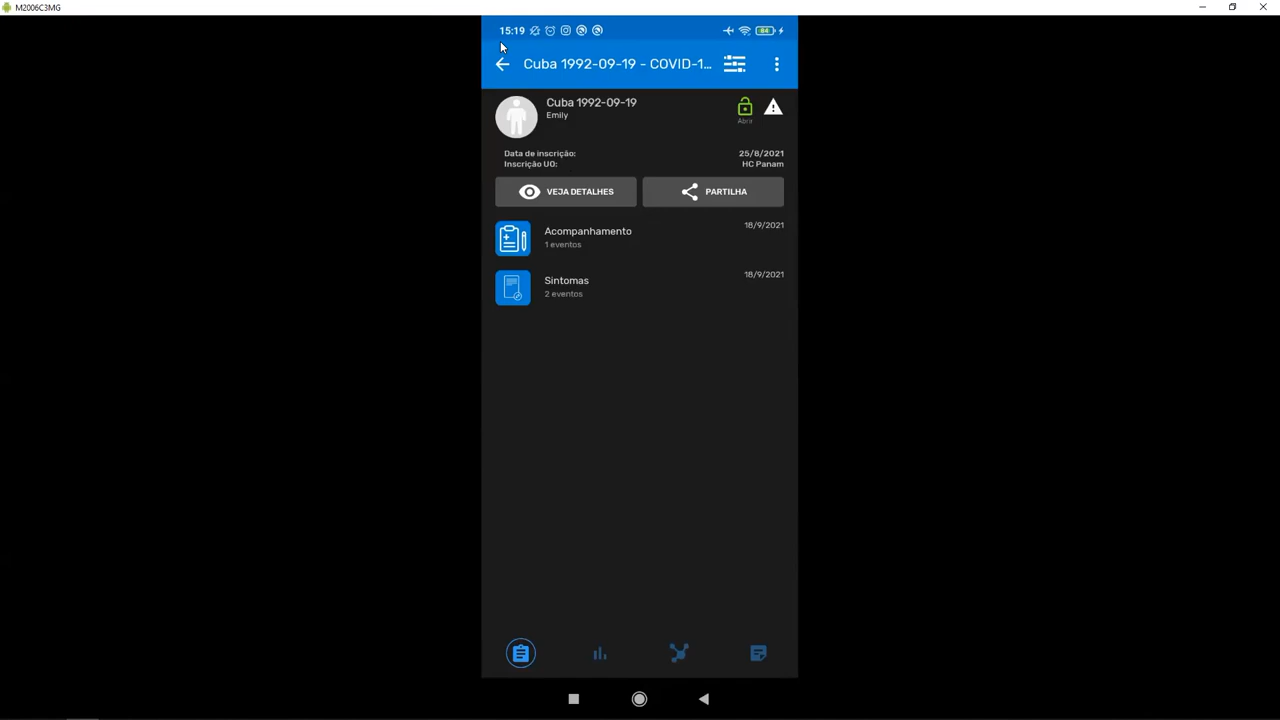 M2006C3MG
15:19
64
Cuba 1992-09-19 - COVID-1...
Cuba 1992-09-19
Emily
Abrir
Data de inscrição: 25/8/2021
Inscrição UO: HC Panam
VEJA DETALHES
PARTILHA
Acompanhamento 18/9/2021
1 eventos
Sintomas 18/9/2021
2 eventos